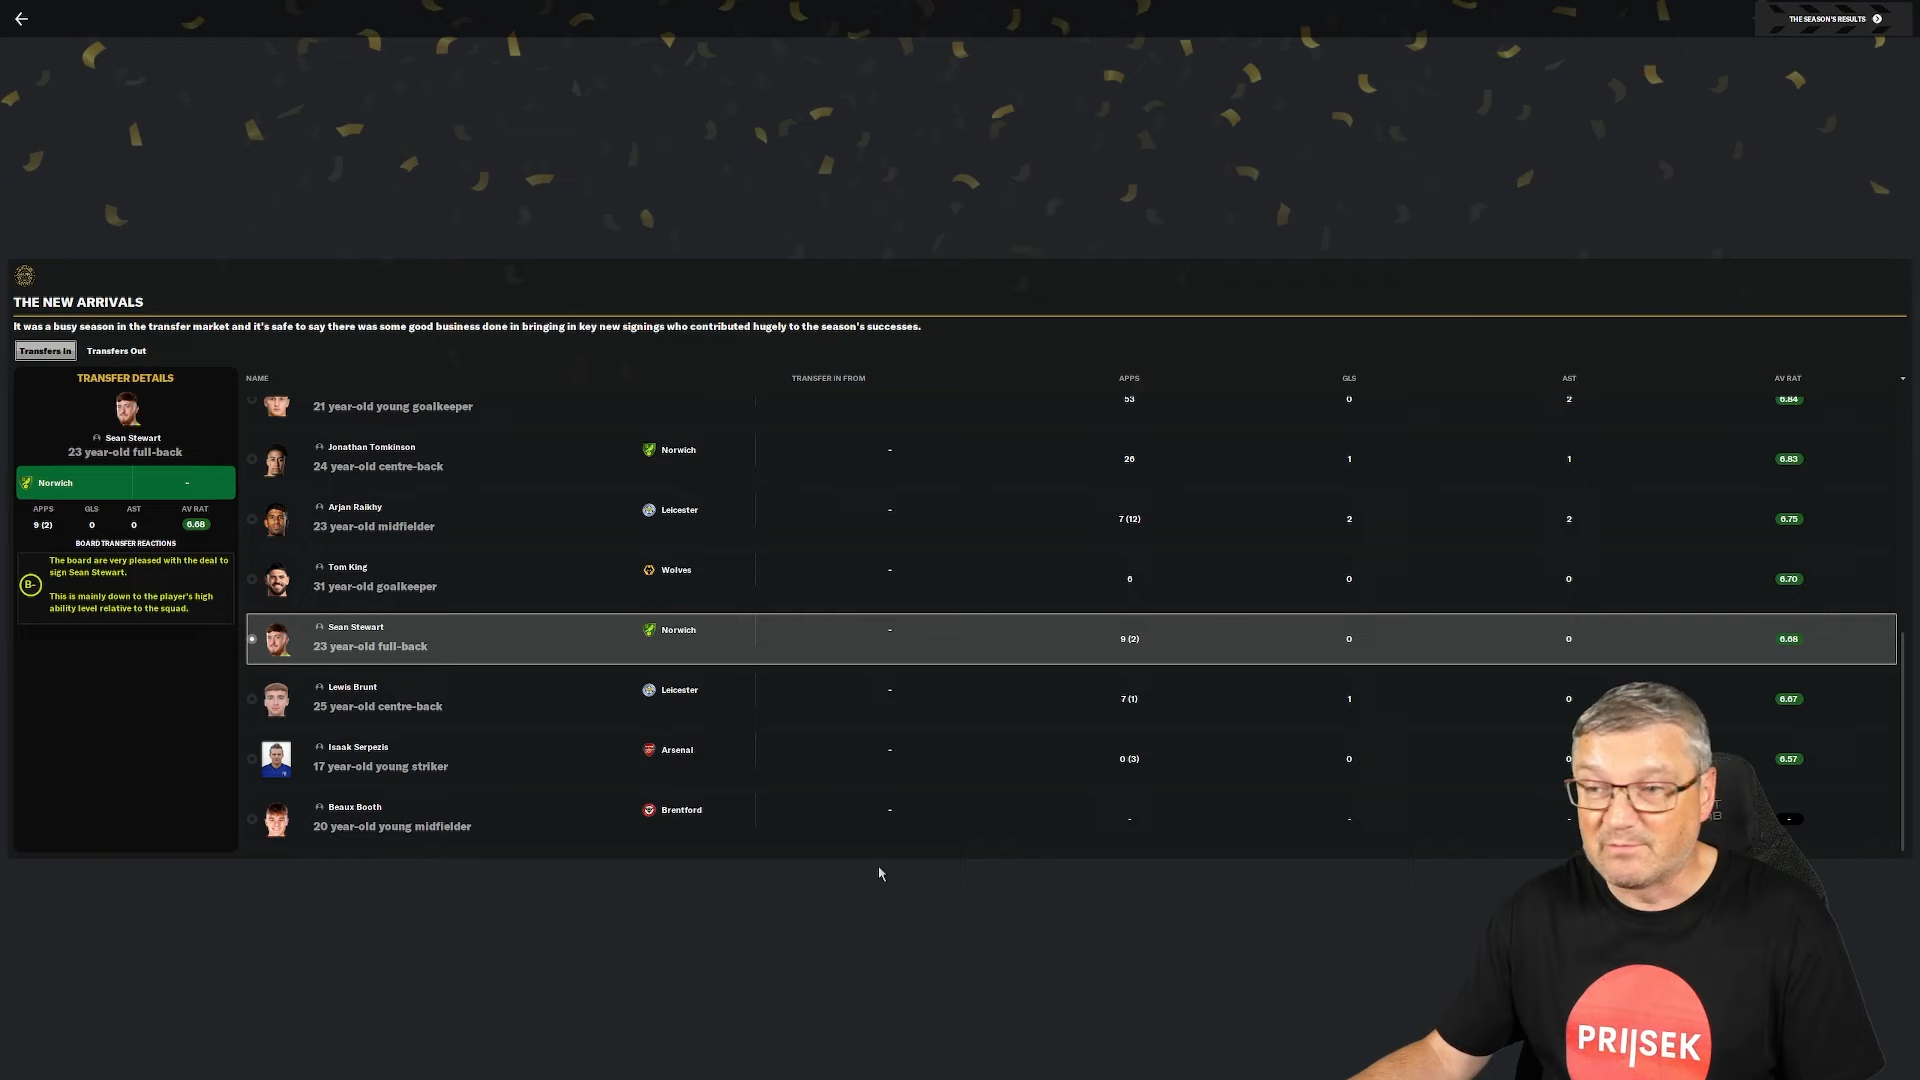 THE SEASON'S RESULTS
THE NEW ARRIVALS
It was a busy season in the transfer market and it's safe to say there was some good business done in bringing in key new signings who contributed hugely to the season's successes.
Transfers In Transfers Out
TRANSFER DETAILS
Sean Stewart
23 year-old full-back
Norwich -
APPS GLS AST AV RAT
9 (2) 0 0 6.68
BOARD TRANSFER REACTIONS
B-
The board are very pleased with the deal to
sign Sean Stewart.
This is mainly down to the player's high
ability level relative to the squad.
NAME TRANSFER IN FROM APPS GLS AST AV RAT
21 year-old young goalkeeper 53 0 2 6.84
Jonathan Tomkinson Norwich - 26 1 1 6.83
24 year-old centre-back
Arjan Raikhy Leicester - 7 (12) 2 2 6.75
23 year-old midfielder
Tom King Wolves - 6 0 0 6.70
31 year-old goalkeeper
Sean Stewart Norwich - 9 (2) 0 0 6.68
23 year-old full-back
Lewis Brunt Leicester - 7 (1) 1 0 6.67
25 year-old centre-back
Isaak Serpezis Arsenal - 0 (3) 0 0 6.57
17 year-old young striker
Beaux Booth Brentford - - - - -
20 year-old young midfielder
PRIJSEK